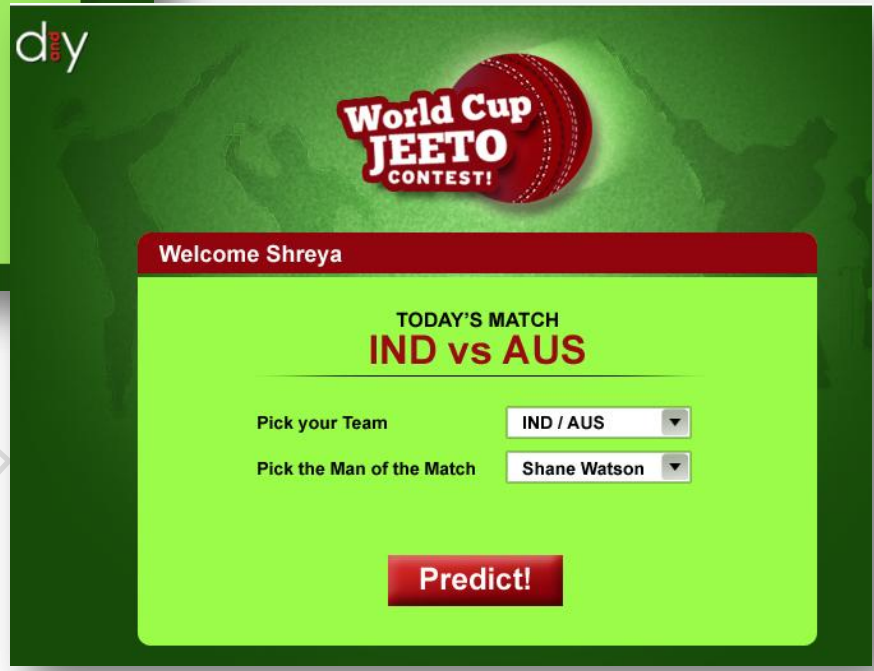 d and y
World Cup
JEETO
CONTEST!
Welcome Shreya
TODAY'S MATCH
IND vs AUS
Pick your Team IND / AUS
Pick the Man of the Match Shane Watson
Predict!